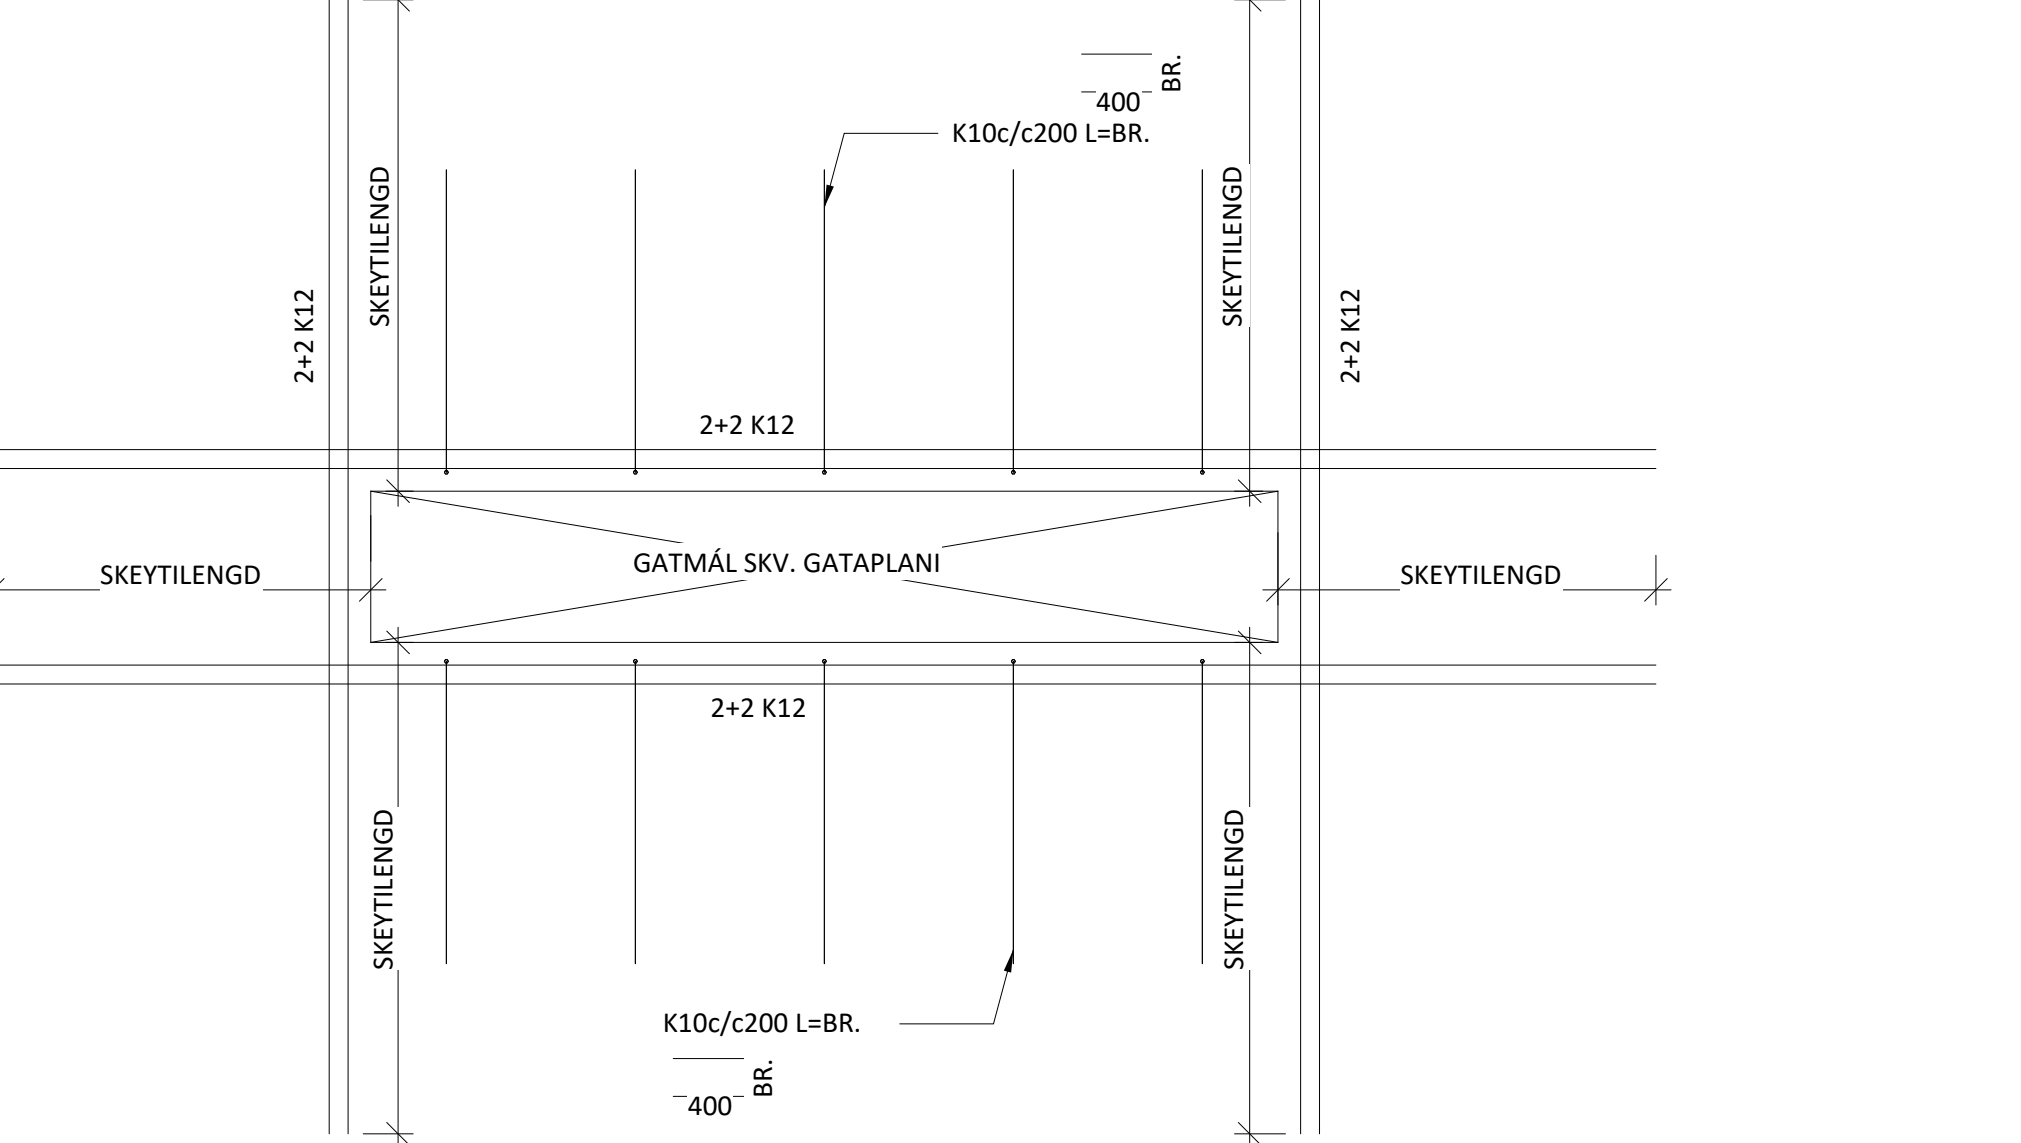 BR.
400
K10c/c200 L=BR.
SKEYTILENGD
SKEYTILENGD
2+2 K12
2+2 K12
2+2 K12
GATMÁL SKV. GATAPLANI
SKEYTILENGD
SKEYTILENGD
2+2 K12
SKEYTILENGD
SKEYTILENGD
K10c/c200 L=BR.
BR.
400